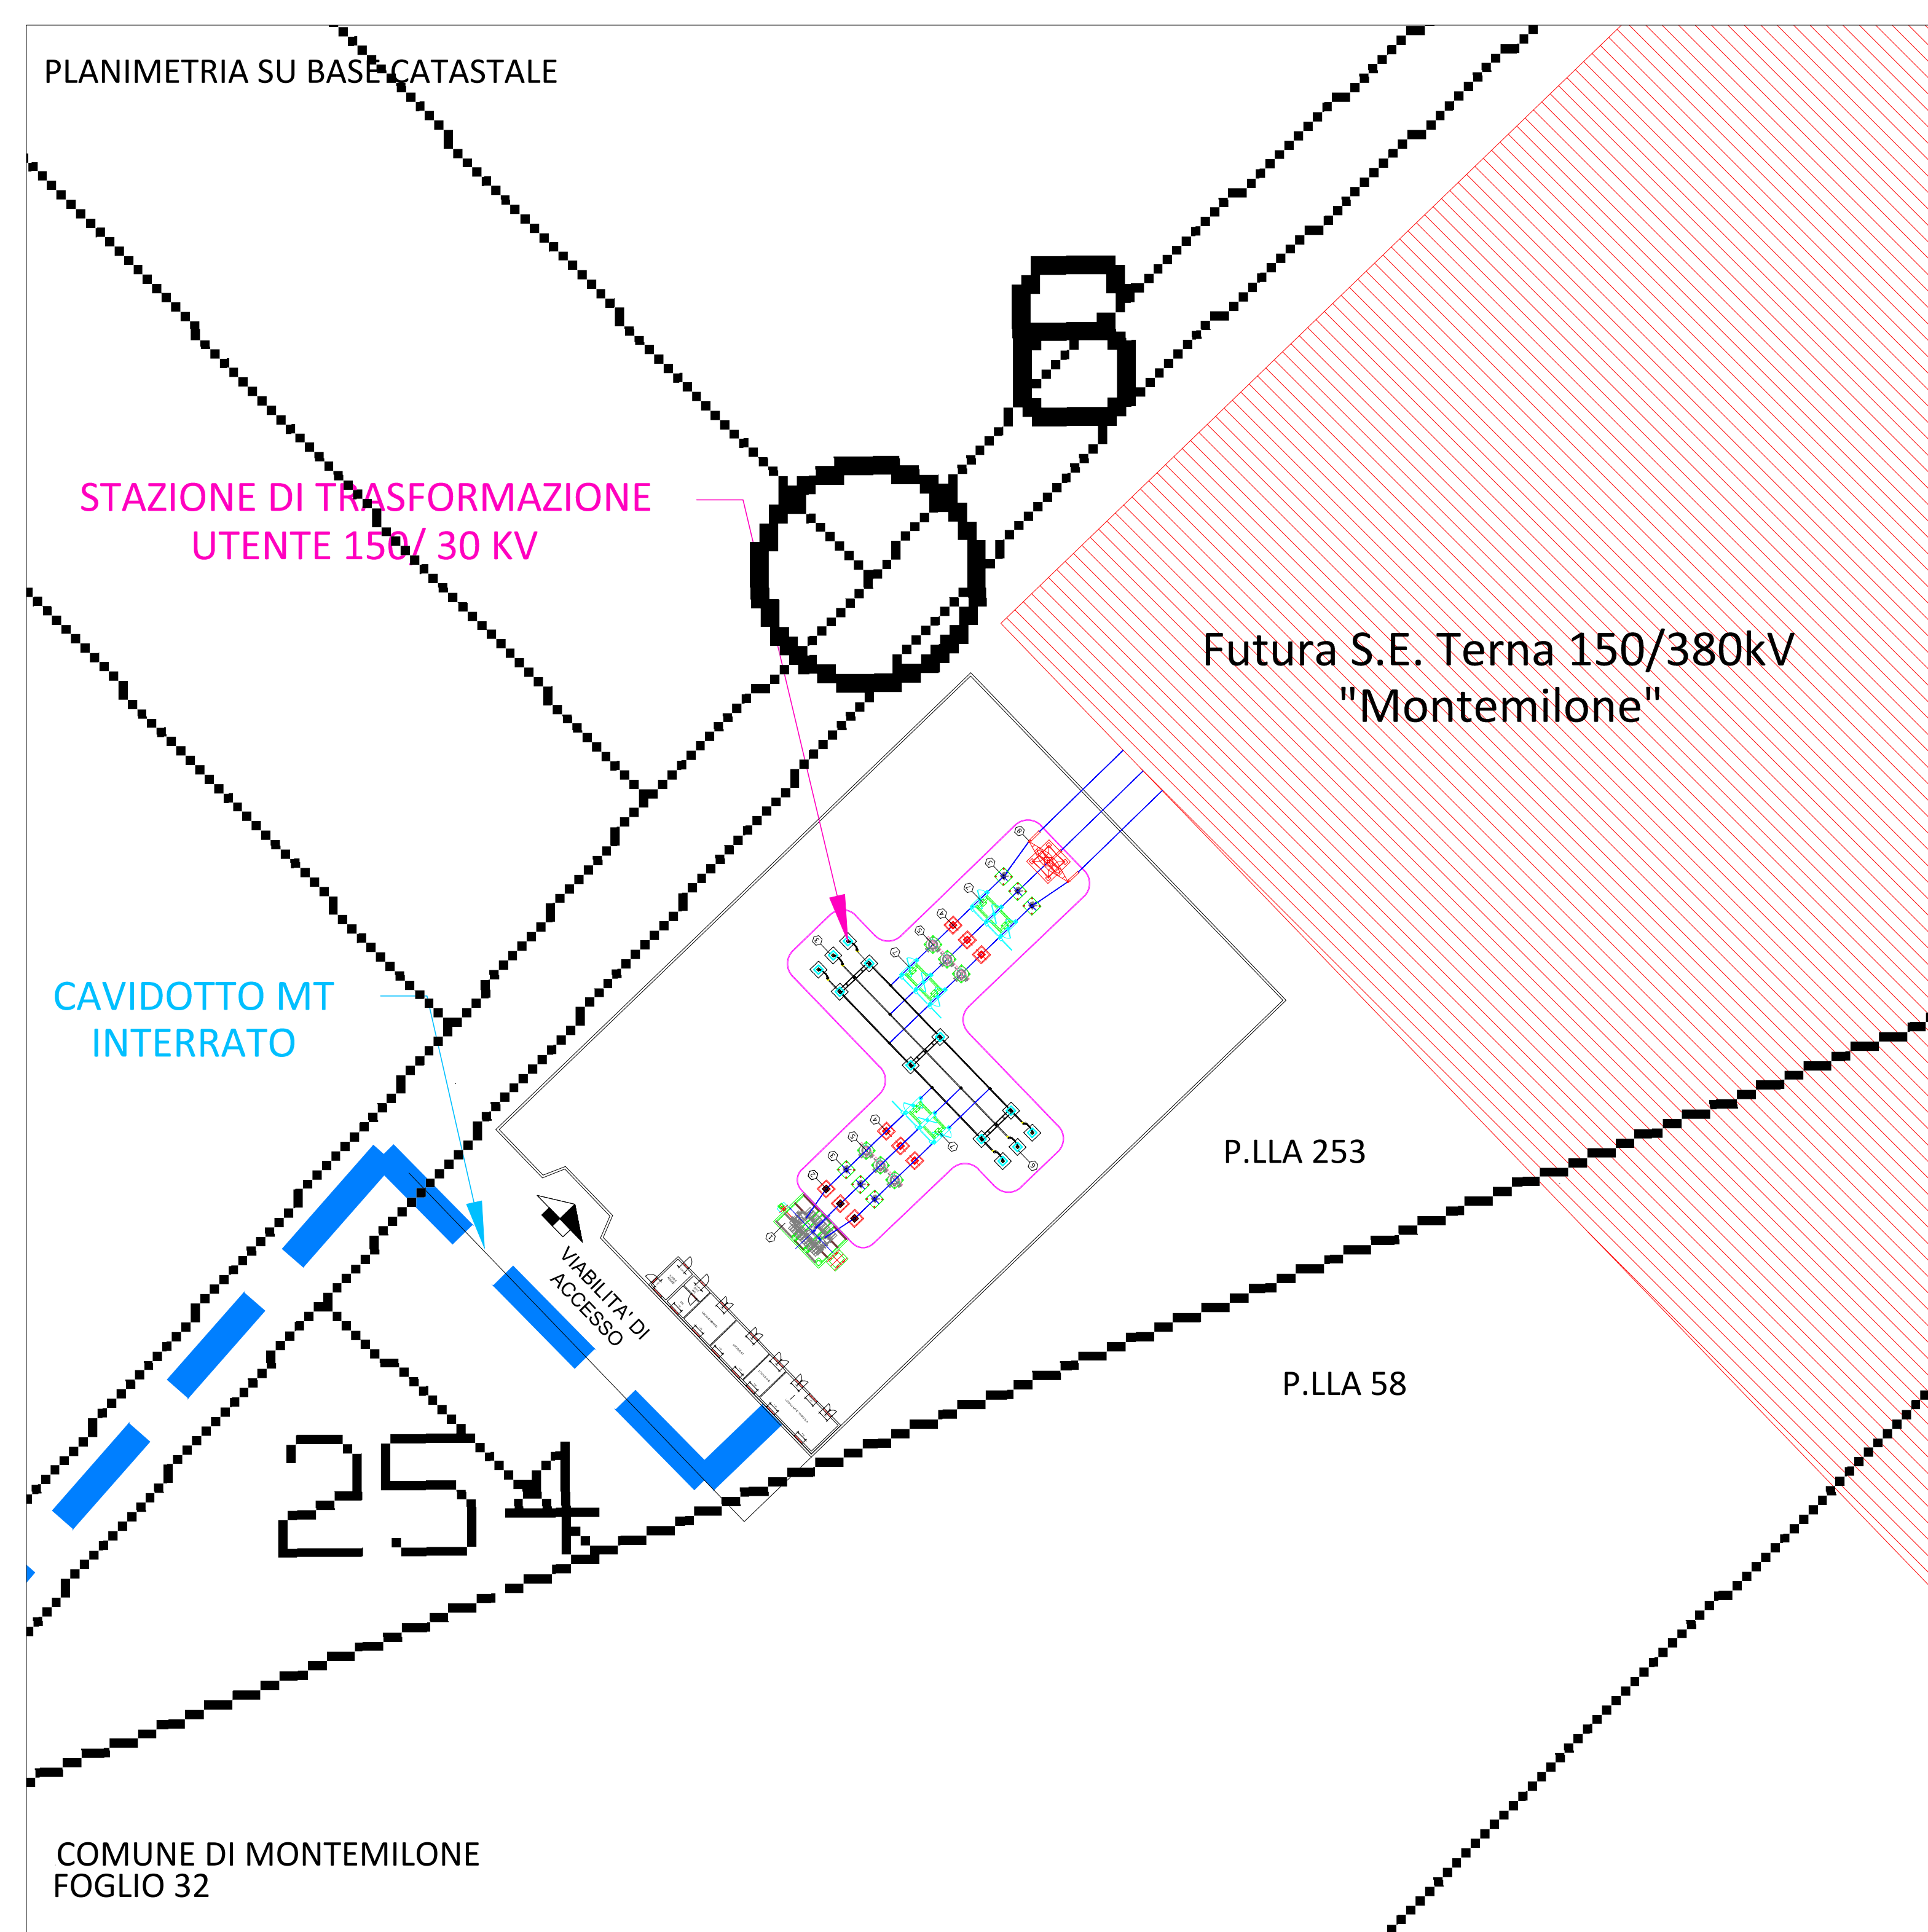 PLANIMETRIA SU BASE CATASTALE
STAZIONE DI TRASFORMAZIONE
UTENTE 150/ 30 KV
Futura S.E. Terna 150/380kV
"Montemilone"
CAVIDOTTO MT
INTERRATO
P.LLA 253
VIABILITA' DI
ACCESSO
P.LLA 58
254
COMUNE DI MONTEMILONE
FOGLIO 32